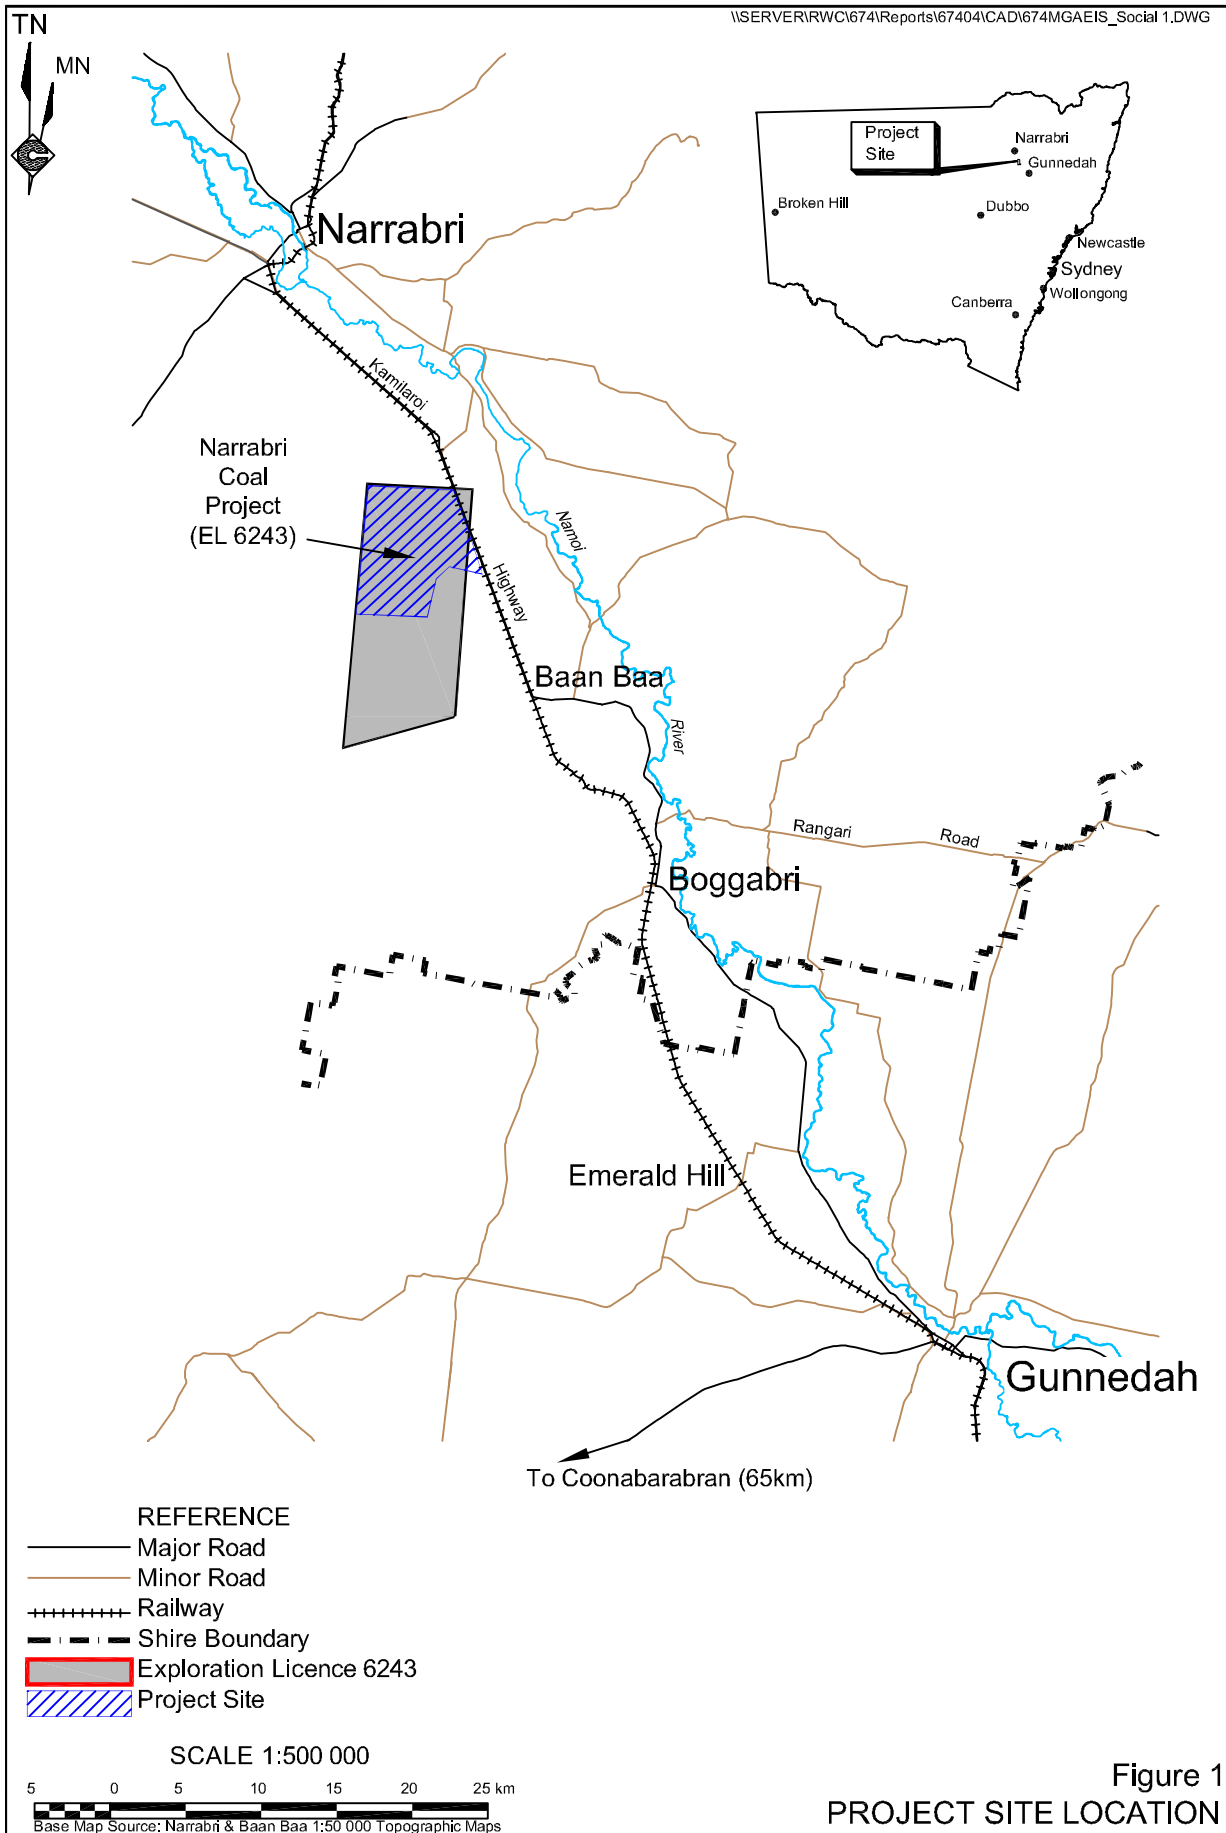 \\SERVER\RWC\674\Reports\67404\CAD\674MGAEIS_Social 1.DWG
TN
MN
Project
Site
Narrabri
Gunnedah
Broken Hill
Dubbo
Newcastle
Sydney
Wollongong
Canberra
Narrabri
Kamilaroi
Narrabri
Coal
Project
(EL 6243)
Namoi
Highway
Baan Baa
River
Rangari Road
Boggabri
Emerald Hill
Gunnedah
To Coonabarabran (65km)
REFERENCE
Major Road
Minor Road
Railway
Shire Boundary
Exploration Licence 6243
Project Site
SCALE 1:500 000
5 0 5 10 15 20 25 km
Base Map Source: Narrabri & Baan Baa 1:50 000 Topographic Maps
Figure 1
PROJECT SITE LOCATION